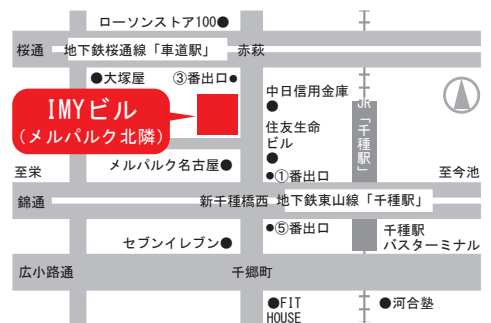 ローソンストア100●
桜通
地下鉄桜通線「車道駅」
赤萩
●大塚屋
③番出口●
中日信用金庫
●
JR「千種駅」
IMYビル
(メルパルク北隣)
住友生命
ビル
●
メルパルク名古屋●
●①番出口
至栄
至今池
錦通
新千種橋西
地下鉄東山線「千種駅」
●⑤番出口
千種駅
バスターミナル
セブンイレブン●
広小路通
千郷町
●FIT
HOUSE
●河合塾